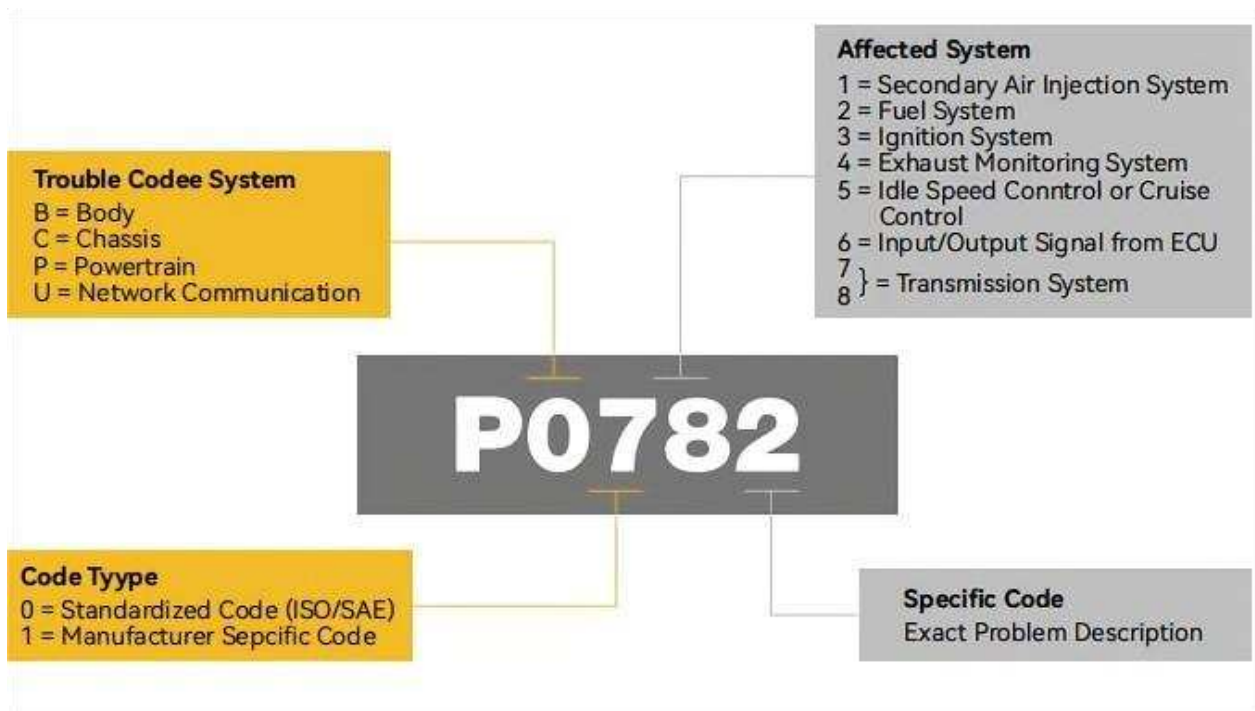 Affected System
1 = Secondary Air Injection System
2 = Fuel System
3 = Ignition System
4 = Exhaust Monitoring System
5 = Idle Speed Conntrol or Cruise
Control
6 = Input/Output Signal from ECU
7
8 } = Transmission System
Trouble Codee System
B = Body
C = Chassis
P = Powertrain
U = Network Communication
P0782
Code Tyype
0 = Standardized Code (ISO/SAE)
1 = Manufacturer Sepcific Code
Specific Code
Exact Problem Description